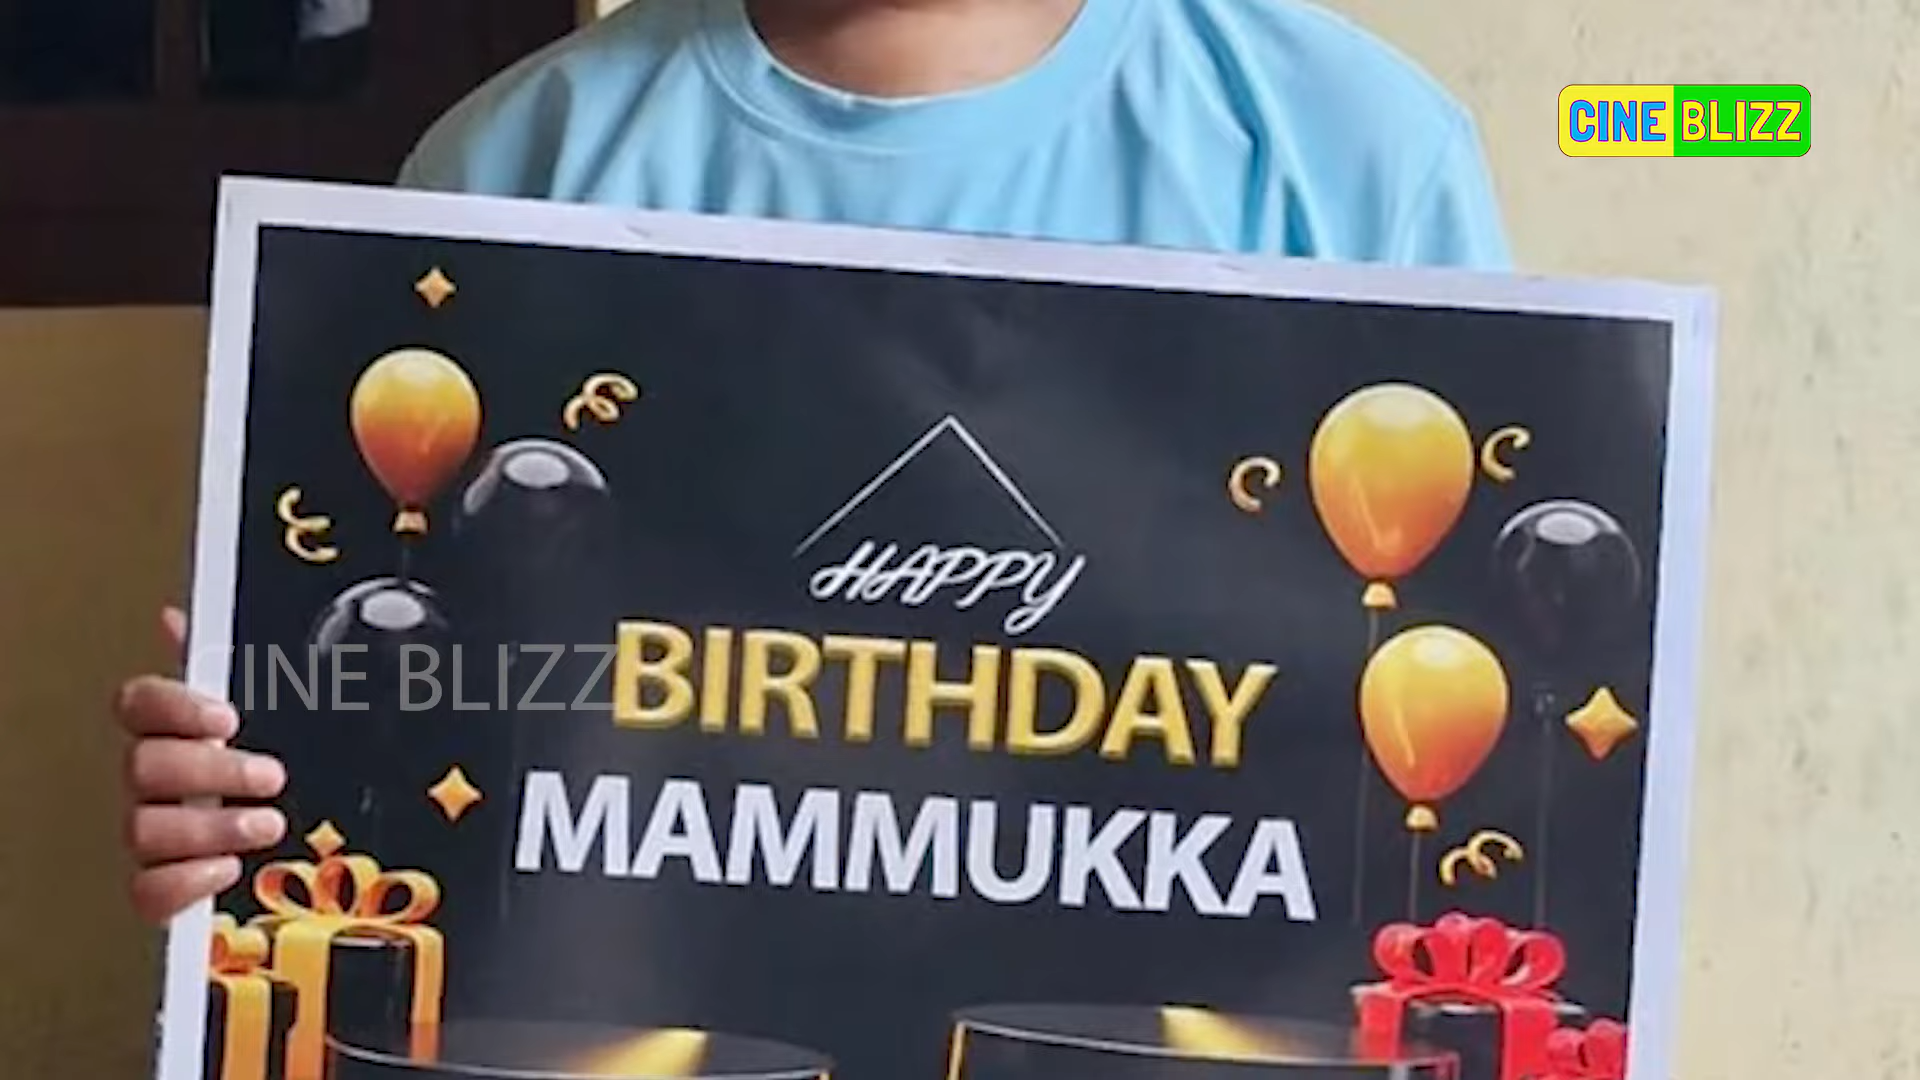 CINE BLIZZ
HAPPY
CINE BLIZZ
BIRTHDAY
MAMMUKKA